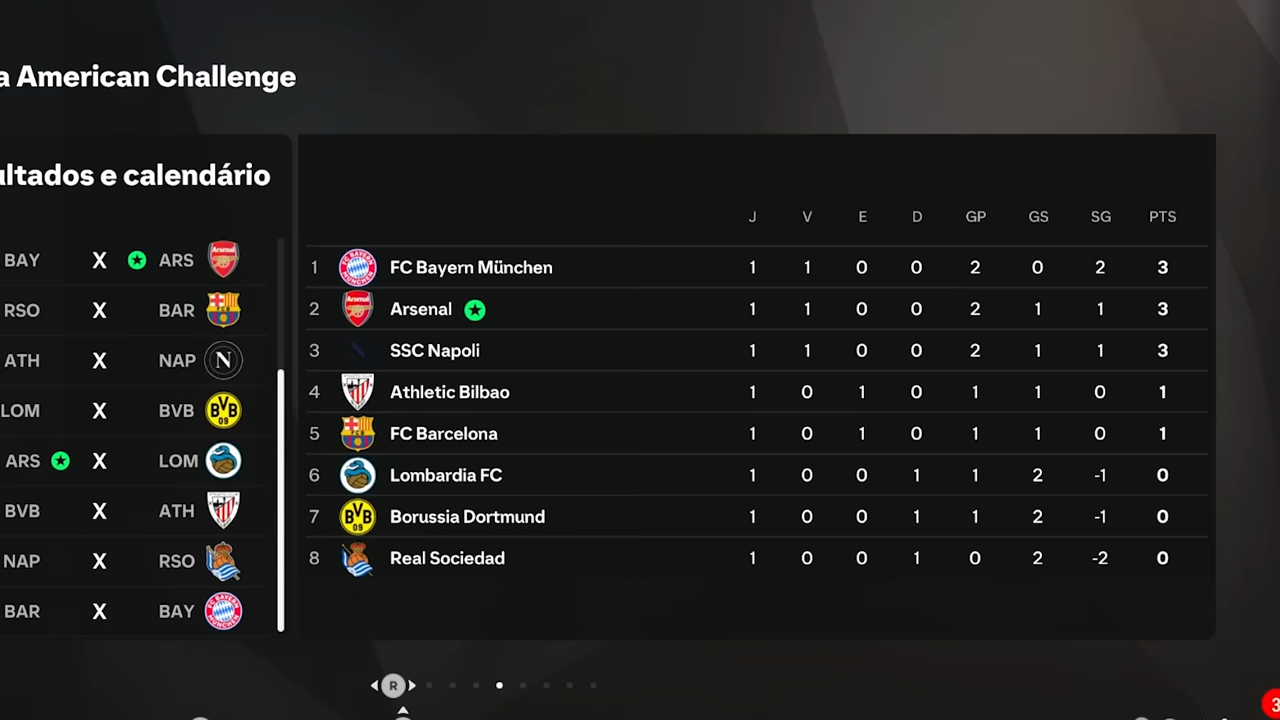 a American Challenge
ultados e calendário
BAY X ARS
RSO X BAR
ATH X NAP
LOM X BVB
ARS X LOM
BVB X ATH
NAP X RSO
BAR X BAY
J V E D GP GS SG PTS
1 FC Bayern München 1 1 0 0 2 0 2 3
2 Arsenal 1 1 0 0 2 1 1 3
3 SSC Napoli 1 1 0 0 2 1 1 3
4 Athletic Bilbao 1 0 1 0 1 1 0 1
5 FC Barcelona 1 0 1 0 1 1 0 1
6 Lombardia FC 1 0 0 1 1 2 -1 0
7 Borussia Dortmund 1 0 0 1 1 2 -1 0
8 Real Sociedad 1 0 0 1 0 2 -2 0
R
3